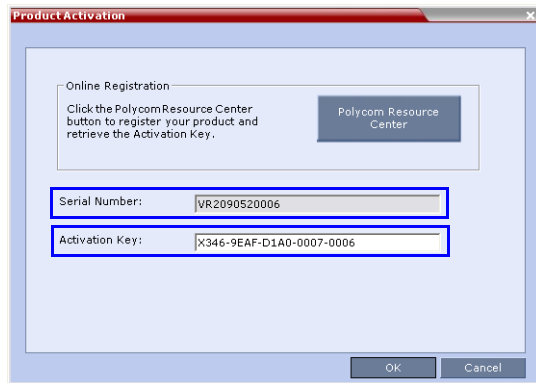 Product Activation
Online Registration
Click the Polycom Resource Center
button to register your product and
retrieve the Activation Key.
Polycom Resource
Center
Serial Number:
VR2090520006
Activation Key:
X346-9EAF-D1A0-0007-0006
OK
Cancel